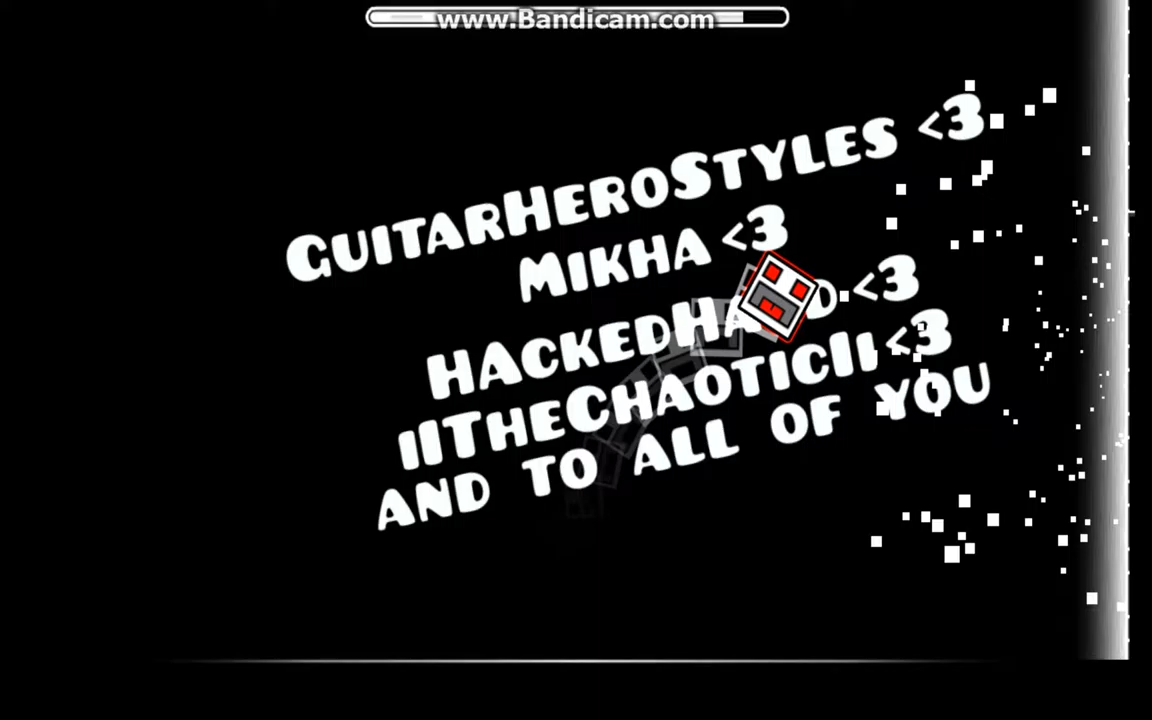 www.Bandicam.com
GuitarHeroStyles <3
Mikha <3
<3
IITheChaoticII <3
and to all of you